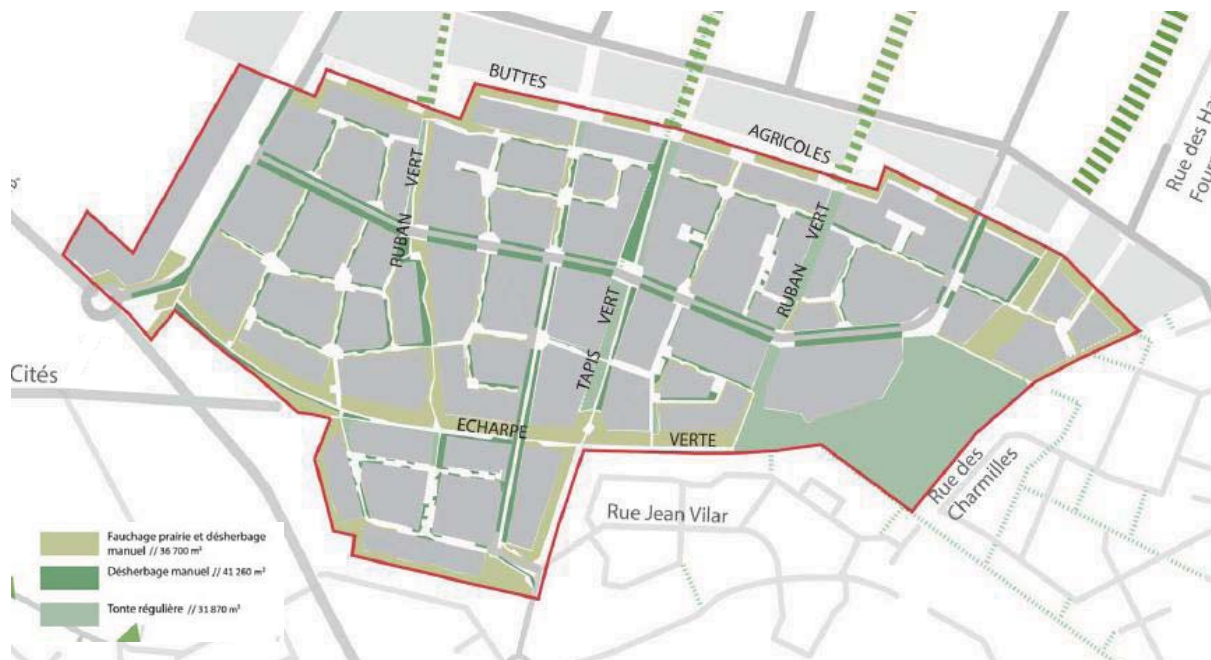 BUTTES
AGRICOLES
RUBAN VERT
TAPIS VERT
RUBAN VERT
ECHARPE VERTE
Cités
Rue des Ha
Four
Rue Jean Vilar
Rue des
Charmilles
Fauchage prairie et désherbage
manuel // 36 700 m²
Désherbage manuel // 41 260 m²
Tonte régulière // 31 870 m²